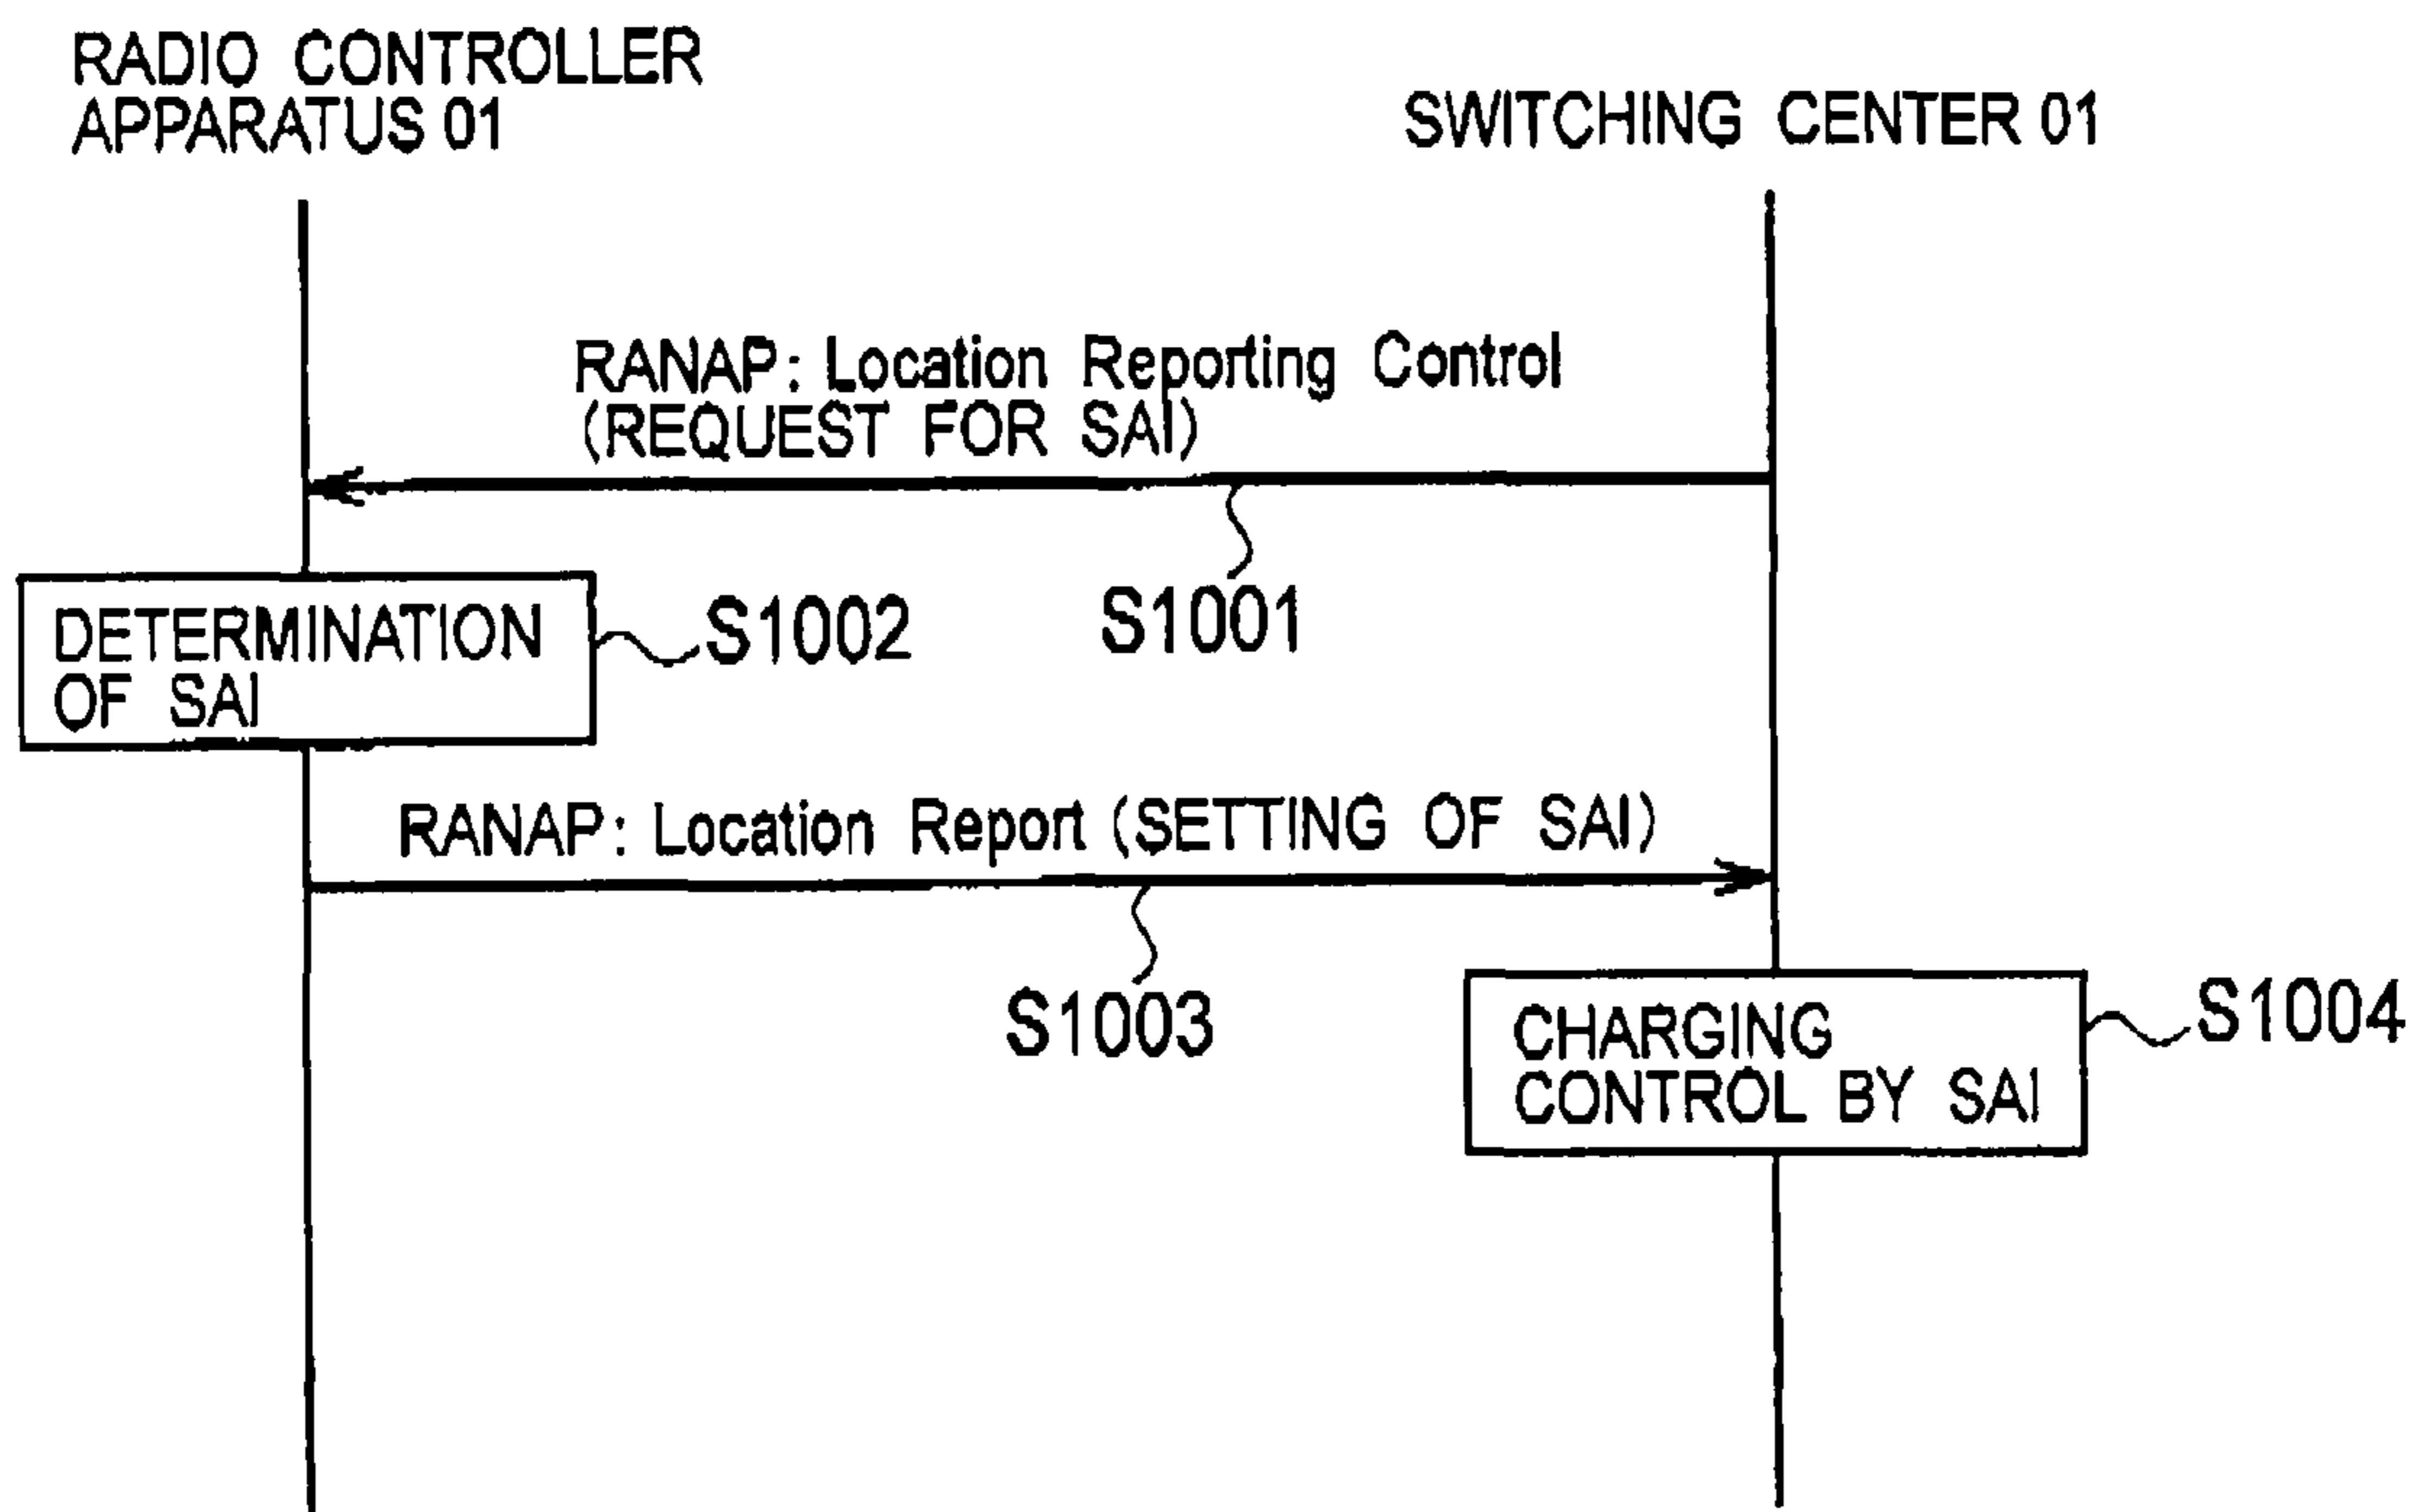 RADIO CONTROLLER
APPARATUS 01
SWITCHING CENTER 01
RANAP: Location Reporting Control
(REQUEST FOR SAI)
S1001
DETERMINATION
OF SAI
S1002
RANAP: Location Report (SETTING OF SAI)
S1003
CHARGING
CONTROL BY SAI
S1004